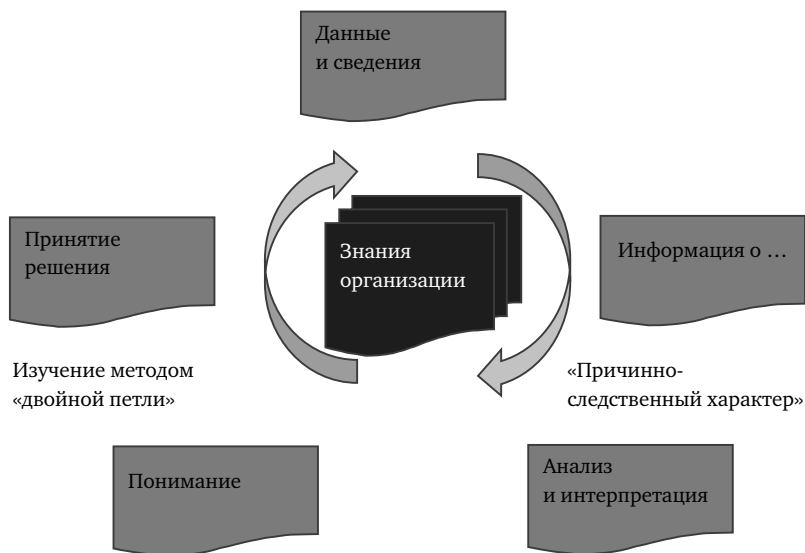 Данные
и сведения
Принятие
решения
Знания
организации
Информация о ...
Изучение методом
«двойной петли»
«Причинно-
следственный характер»
Понимание
Анализ
и интерпретация